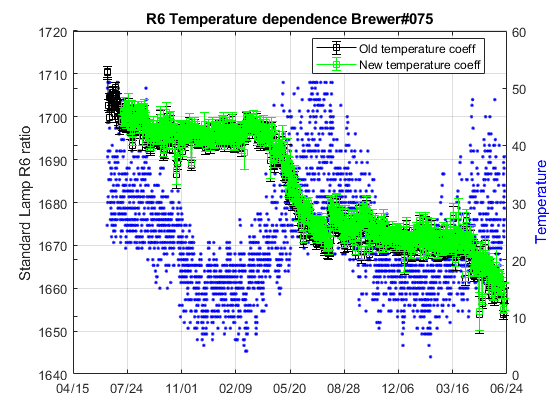 R6 Temperature dependence Brewer#075
Old temperature coeff
New temperature coeff
Standard Lamp R6 ratio
1720
1710
1700
1690
1680
1670
1660
1650
1640
Temperature
60
50
40
30
20
10
0
04/15 07/24 11/01 02/09 05/20 08/28 12/06 03/16 06/24